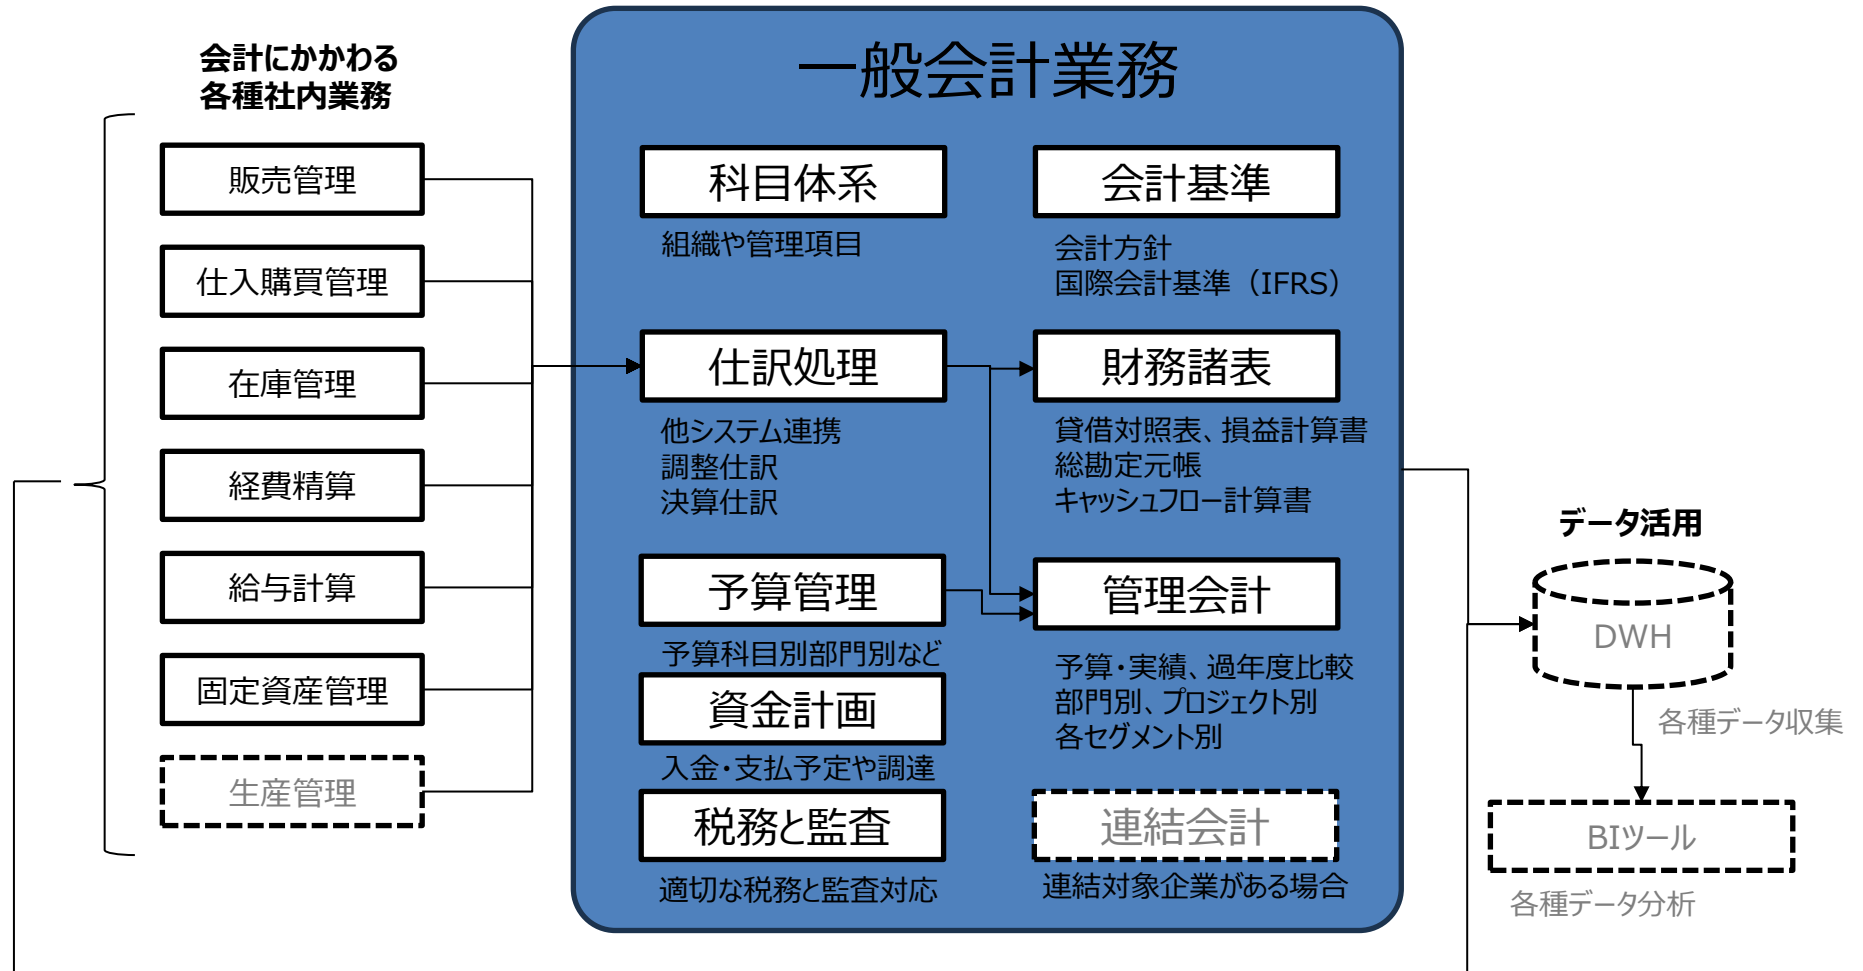 会計にかかわる
各種社内業務
販売管理
仕入購買管理
在庫管理
経費精算
給与計算
固定資産管理
生産管理
一般会計業務
科目体系
組織や管理項目
会計基準
会計方針
国際会計基準（IFRS）
仕訳処理
他システム連携
調整仕訳
決算仕訳
財務諸表
貸借対照表、損益計算書
総勘定元帳
キャッシュフロー計算書
予算管理
予算科目別部門別など
管理会計
予算・実績、過年度比較
部門別、プロジェクト別
各セグメント別
資金計画
入金・支払予定や調達
税務と監査
適切な税務と監査対応
連結会計
連結対象企業がある場合
データ活用
DWH
各種データ収集
BIツール
各種データ分析